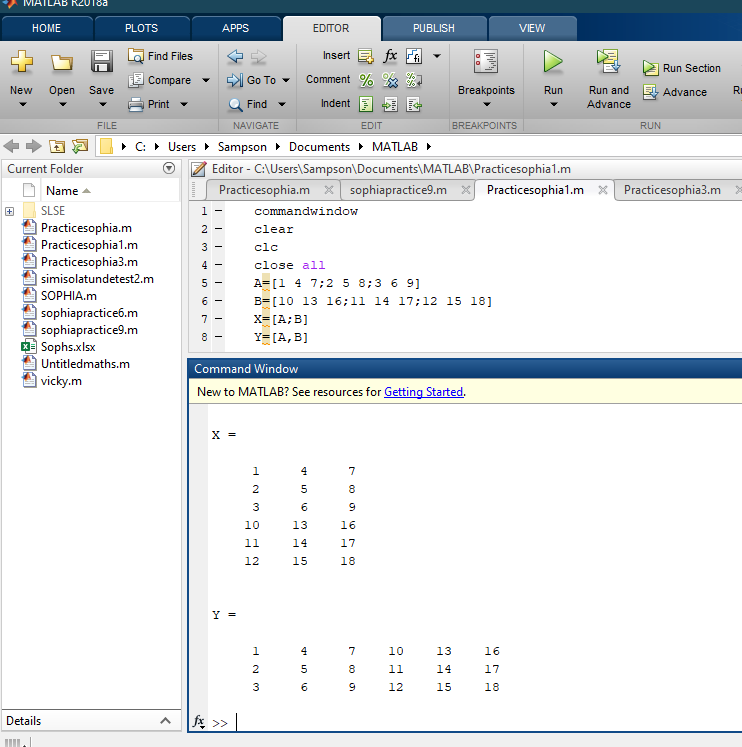 MATLAB R2018a
HOME PLOTS APPS EDITOR PUBLISH VIEW
New Open Save Find Files Compare Print
Go To Find
Insert fx Comment Indent
Breakpoints
Run Run and Advance Run Section Advance
FILE NAVIGATE EDIT BREAKPOINTS RUN
C: Users Sampson Documents MATLAB
Current Folder
Name
SLSE
Practicesophia.m
Practicesophia1.m
Practicesophia3.m
simisolatundetest2.m
SOPHIA.m
sophiapractice6.m
sophiapractice9.m
Sophs.xlsx
Untitledmaths.m
vicky.m
Details
Editor - C:\Users\Sampson\Documents\MATLAB\Practicesophia1.m
Practicesophia.m sophiapractice9.m Practicesophia1.m Practicesophia3.m
1 - commandwindow
2 - clear
3 - clc
4 - close all
5 - A=[1 4 7;2 5 8;3 6 9]
6 - B=[10 13 16;11 14 17;12 15 18]
7 - X=[A;B]
8 - Y=[A,B]
Command Window
New to MATLAB? See resources for Getting Started.
X =
1 4 7
2 5 8
3 6 9
10 13 16
11 14 17
12 15 18
Y =
1 4 7 10 13 16
2 5 8 11 14 17
3 6 9 12 15 18
fx >>